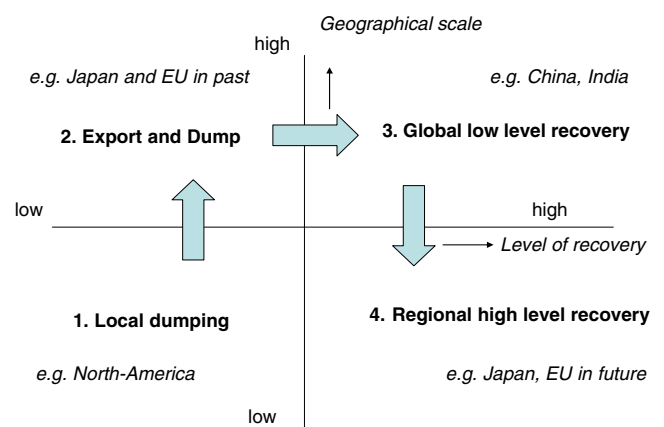 Geographical scale
high
e.g. Japan and EU in past
e.g. China, India
2. Export and Dump
3. Global low level recovery
low
high
Level of recovery
1. Local dumping
4. Regional high level recovery
e.g. North-America
e.g. Japan, EU in future
low